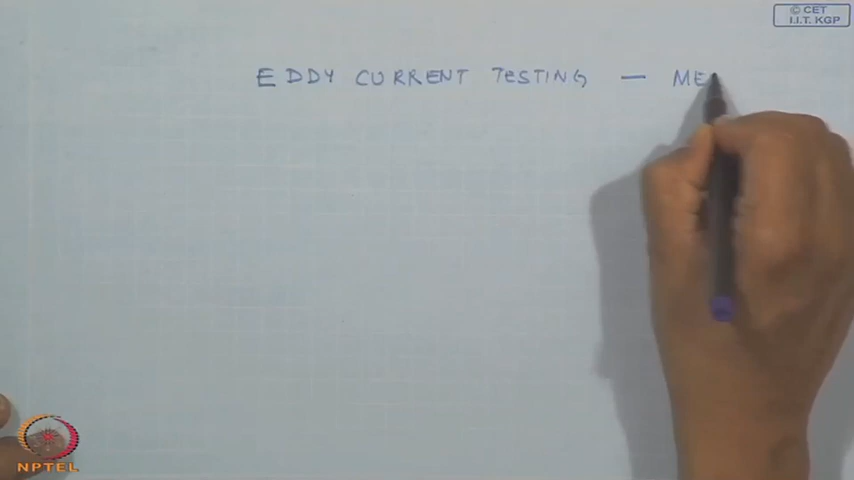 © CET
I.I.T. KGP
EDDY CURRENT TESTING — ME
NPTEL